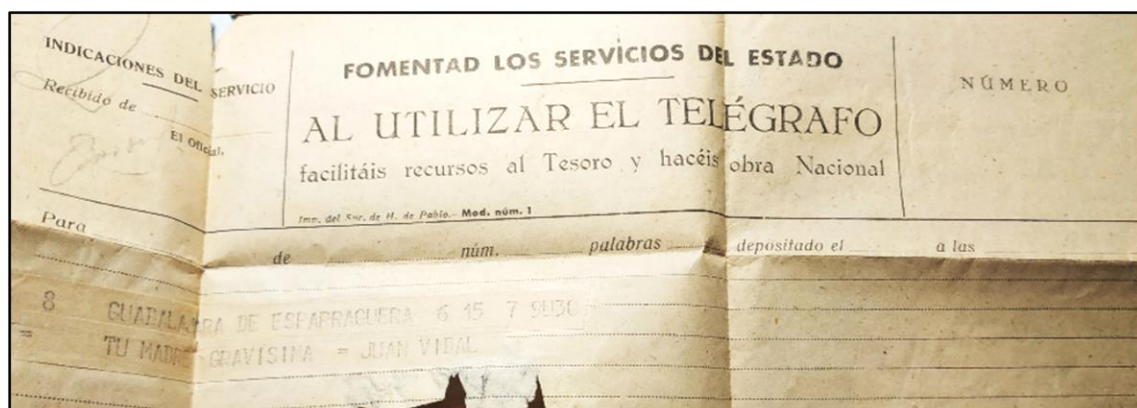 INDICACIONES DEL SERVICIO
Recibido de
El Oficial.
FOMENTAD LOS SERVICIOS DEL ESTADO
AL UTILIZAR EL TELÉGRAFO
facilitáis recursos al Tesoro y hacéis obra Nacional
Imp. del Suc. de H. de Pablo.- Mod. núm. 1
NÚMERO
Para de núm. palabras depositado el a las
8 GUADALAJARA DE ESPARRAGUERA 6 15 7 9H30
= TU MADRE GRAVISIMA = JUAN VIDAL